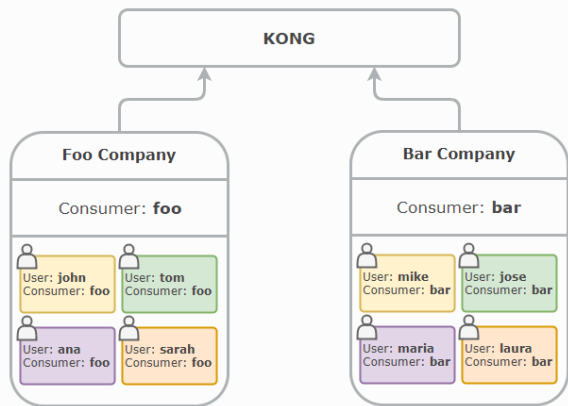 KONG
Foo Company
Consumer: foo
User: john
Consumer: foo
User: tom
Consumer: foo
User: ana
Consumer: foo
User: sarah
Consumer: foo
Bar Company
Consumer: bar
User: mike
Consumer: bar
User: jose
Consumer: bar
User: maria
Consumer: bar
User: laura
Consumer: bar